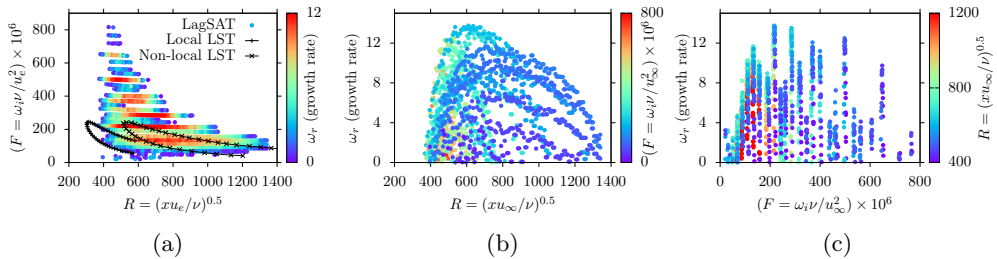 (F = ω_iν/u_e^2) × 10^6
800
600
400
200
0
200 400 600 800 1000 1200 1400
R = (xu_e/ν)^0.5
LagSAT
Local LST
Non-local LST
12
0
ω_r (growth rate)
(a)
ω_r (growth rate)
12
8
4
0
200 400 600 800 1000 1200 1400
R = (xu_∞/ν)^0.5
800
0
(F = ω_iν/u_∞^2) × 10^6
(b)
ω_r (growth rate)
12
8
4
0
0 200 400 600 800
(F = ω_iν/u_∞^2) × 10^6
1200
800
400
R = (xu_∞/ν)^0.5
(c)